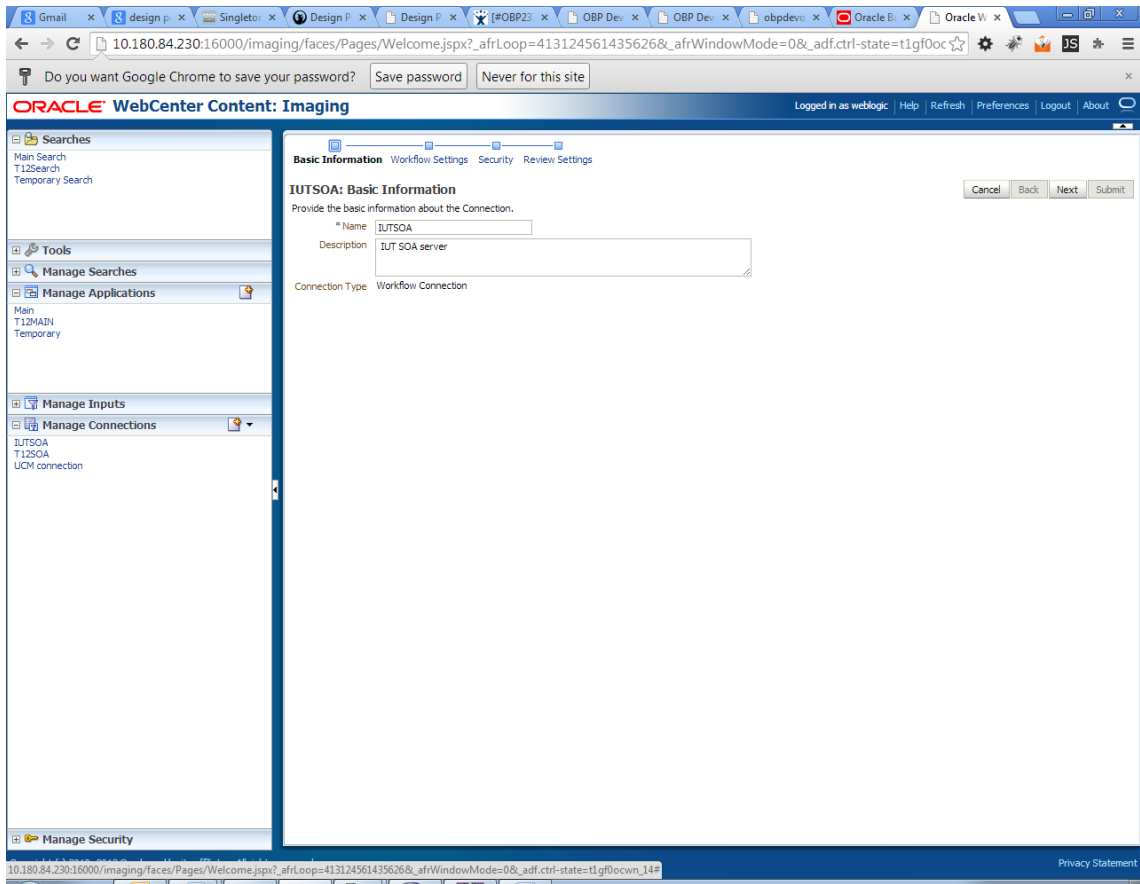 Gmail design p Singleto Design P Design P [#OBP23 OBP Dev OBP Dev obpdevo Oracle B Oracle W
10.180.84.230:16000/imaging/faces/Pages/Welcome.jspx?_afrLoop=413124561435626&_afrWindowMode=0&_adf.ctrl-state=t1gf0oc
JS
Do you want Google Chrome to save your password? Save password Never for this site
ORACLE WebCenter Content: Imaging
Logged in as weblogic Help Refresh Preferences Logout About
Searches
Main Search
T12Search
Temporary Search
Tools
Manage Searches
Manage Applications
Main
T12MAIN
Temporary
Manage Inputs
Manage Connections
IUTSOA
T12SOA
UCM connection
Manage Security
Basic Information Workflow Settings Security Review Settings
IUTSOA: Basic Information
Cancel Back Next Submit
Provide the basic information about the Connection.
* Name IUTSOA
Description IUT SOA server
Connection Type Workflow Connection
Privacy Statement
10.180.84.230:16000/imaging/faces/Pages/Welcome.jspx?_afrLoop=413124561435626&_afrWindowMode=0&_adf.ctrl-state=t1gf0ocwn_14#